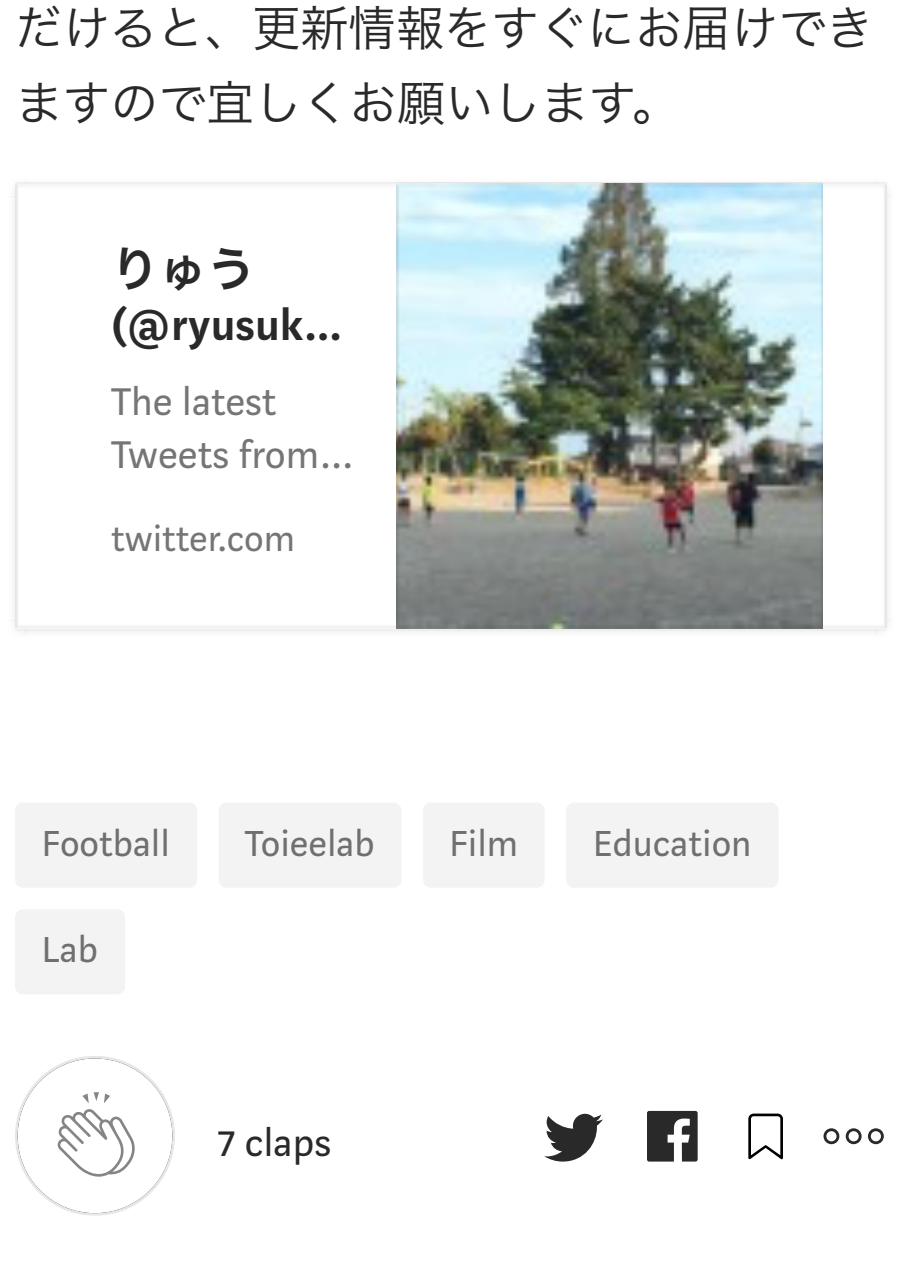 だけると、更新情報をすぐにお届けでき
ますので宜しくお願いします。
りゅう
(@ryusuk...
The latest
Tweets from...
twitter.com
Football
Toieelab
Film
Education
Lab
7 claps